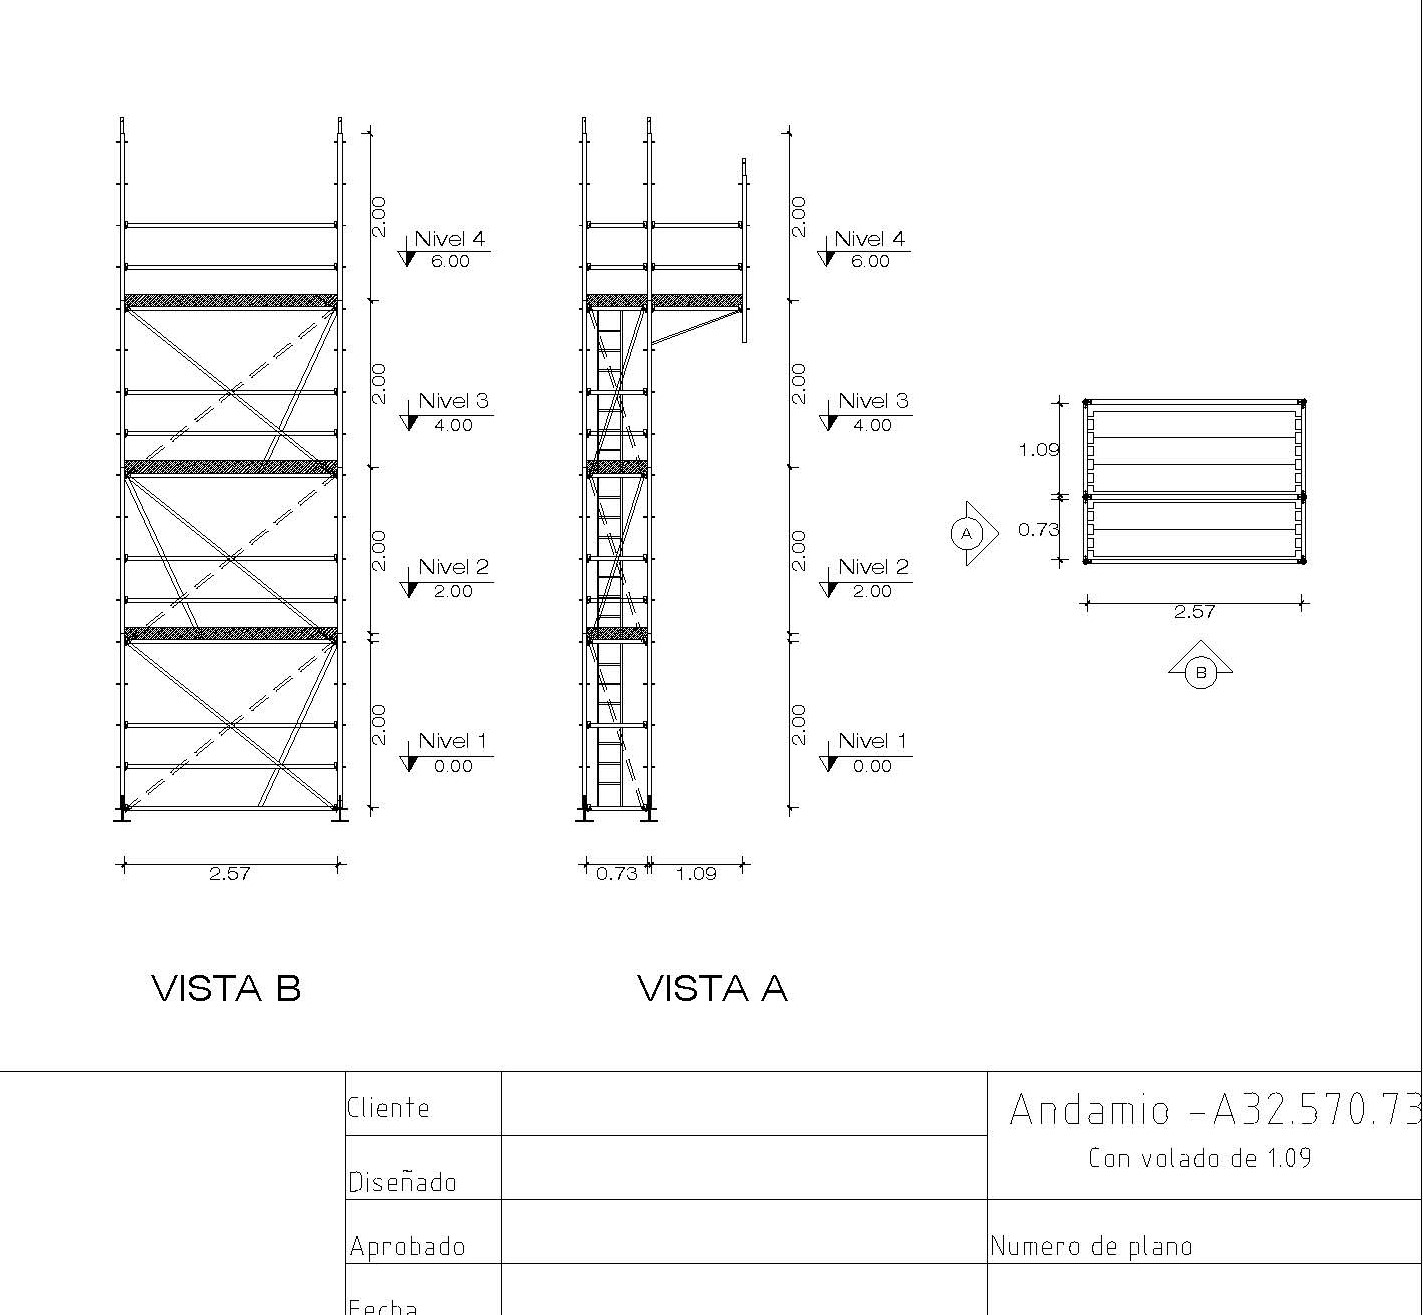 2.00
Nivel 4
6.00
2.00
Nivel 3
4.00
2.00
Nivel 2
2.00
2.00
Nivel 1
0.00
2.57
VISTA B
2.00
Nivel 4
6.00
2.00
Nivel 3
4.00
2.00
Nivel 2
2.00
2.00
Nivel 1
0.00
0.73 1.09
VISTA A
1.09
0.73
A
2.57
B
Cliente
Diseñado
Aprobado
Fecha
Andamio -A32.570.73
Con volado de 1.09
Numero de plano